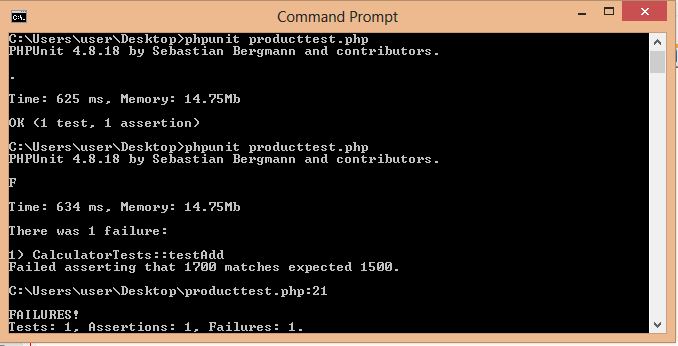 Command Prompt
C:\Users\user\Desktop>phpunit producttest.php
PHPUnit 4.8.18 by Sebastian Bergmann and contributors.
.
Time: 625 ms, Memory: 14.75Mb
OK (1 test, 1 assertion)
C:\Users\user\Desktop>phpunit producttest.php
PHPUnit 4.8.18 by Sebastian Bergmann and contributors.
F
Time: 634 ms, Memory: 14.75Mb
There was 1 failure:
1) CalculatorTests::testAdd
Failed asserting that 1700 matches expected 1500.
C:\Users\user\Desktop\producttest.php:21
FAILURES!
Tests: 1, Assertions: 1, Failures: 1.